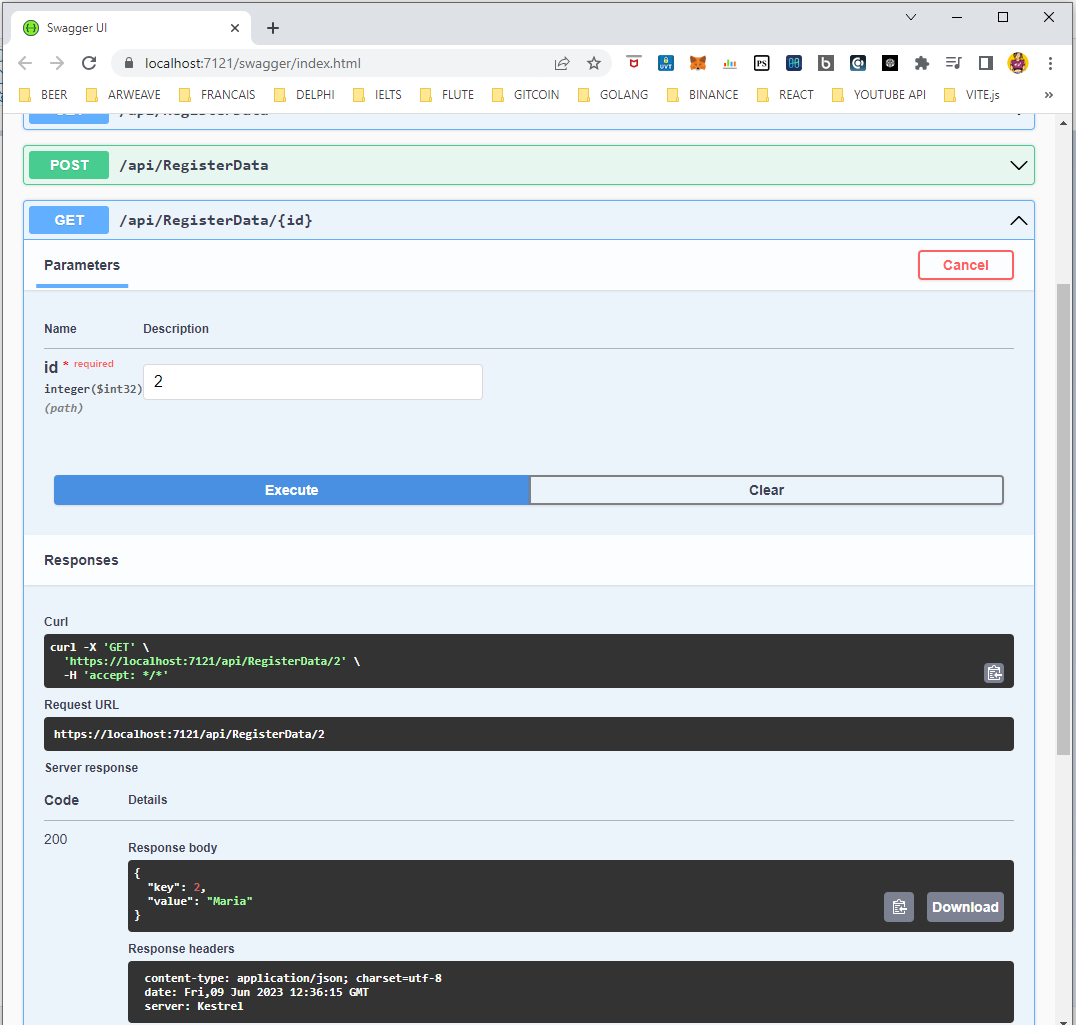 Swagger UI
localhost:7121/swagger/index.html
BEER ARWEAVE FRANCAIS DELPHI IELTS FLUTE GITCOIN GOLANG BINANCE REACT YOUTUBE API VITE.js »
GET /api/RegisterData
POST /api/RegisterData
GET /api/RegisterData/{id}
Parameters Cancel
Name Description
id * required
integer($int32) 2
(path)
Execute Clear
Responses
Curl
curl -X 'GET' \
'https://localhost:7121/api/RegisterData/2' \
-H 'accept: */*'
Request URL
https://localhost:7121/api/RegisterData/2
Server response
Code Details
200
Response body
{
"key": 2,
"value": "Maria"
}
Download
Response headers
content-type: application/json; charset=utf-8
date: Fri,09 Jun 2023 12:36:15 GMT
server: Kestrel